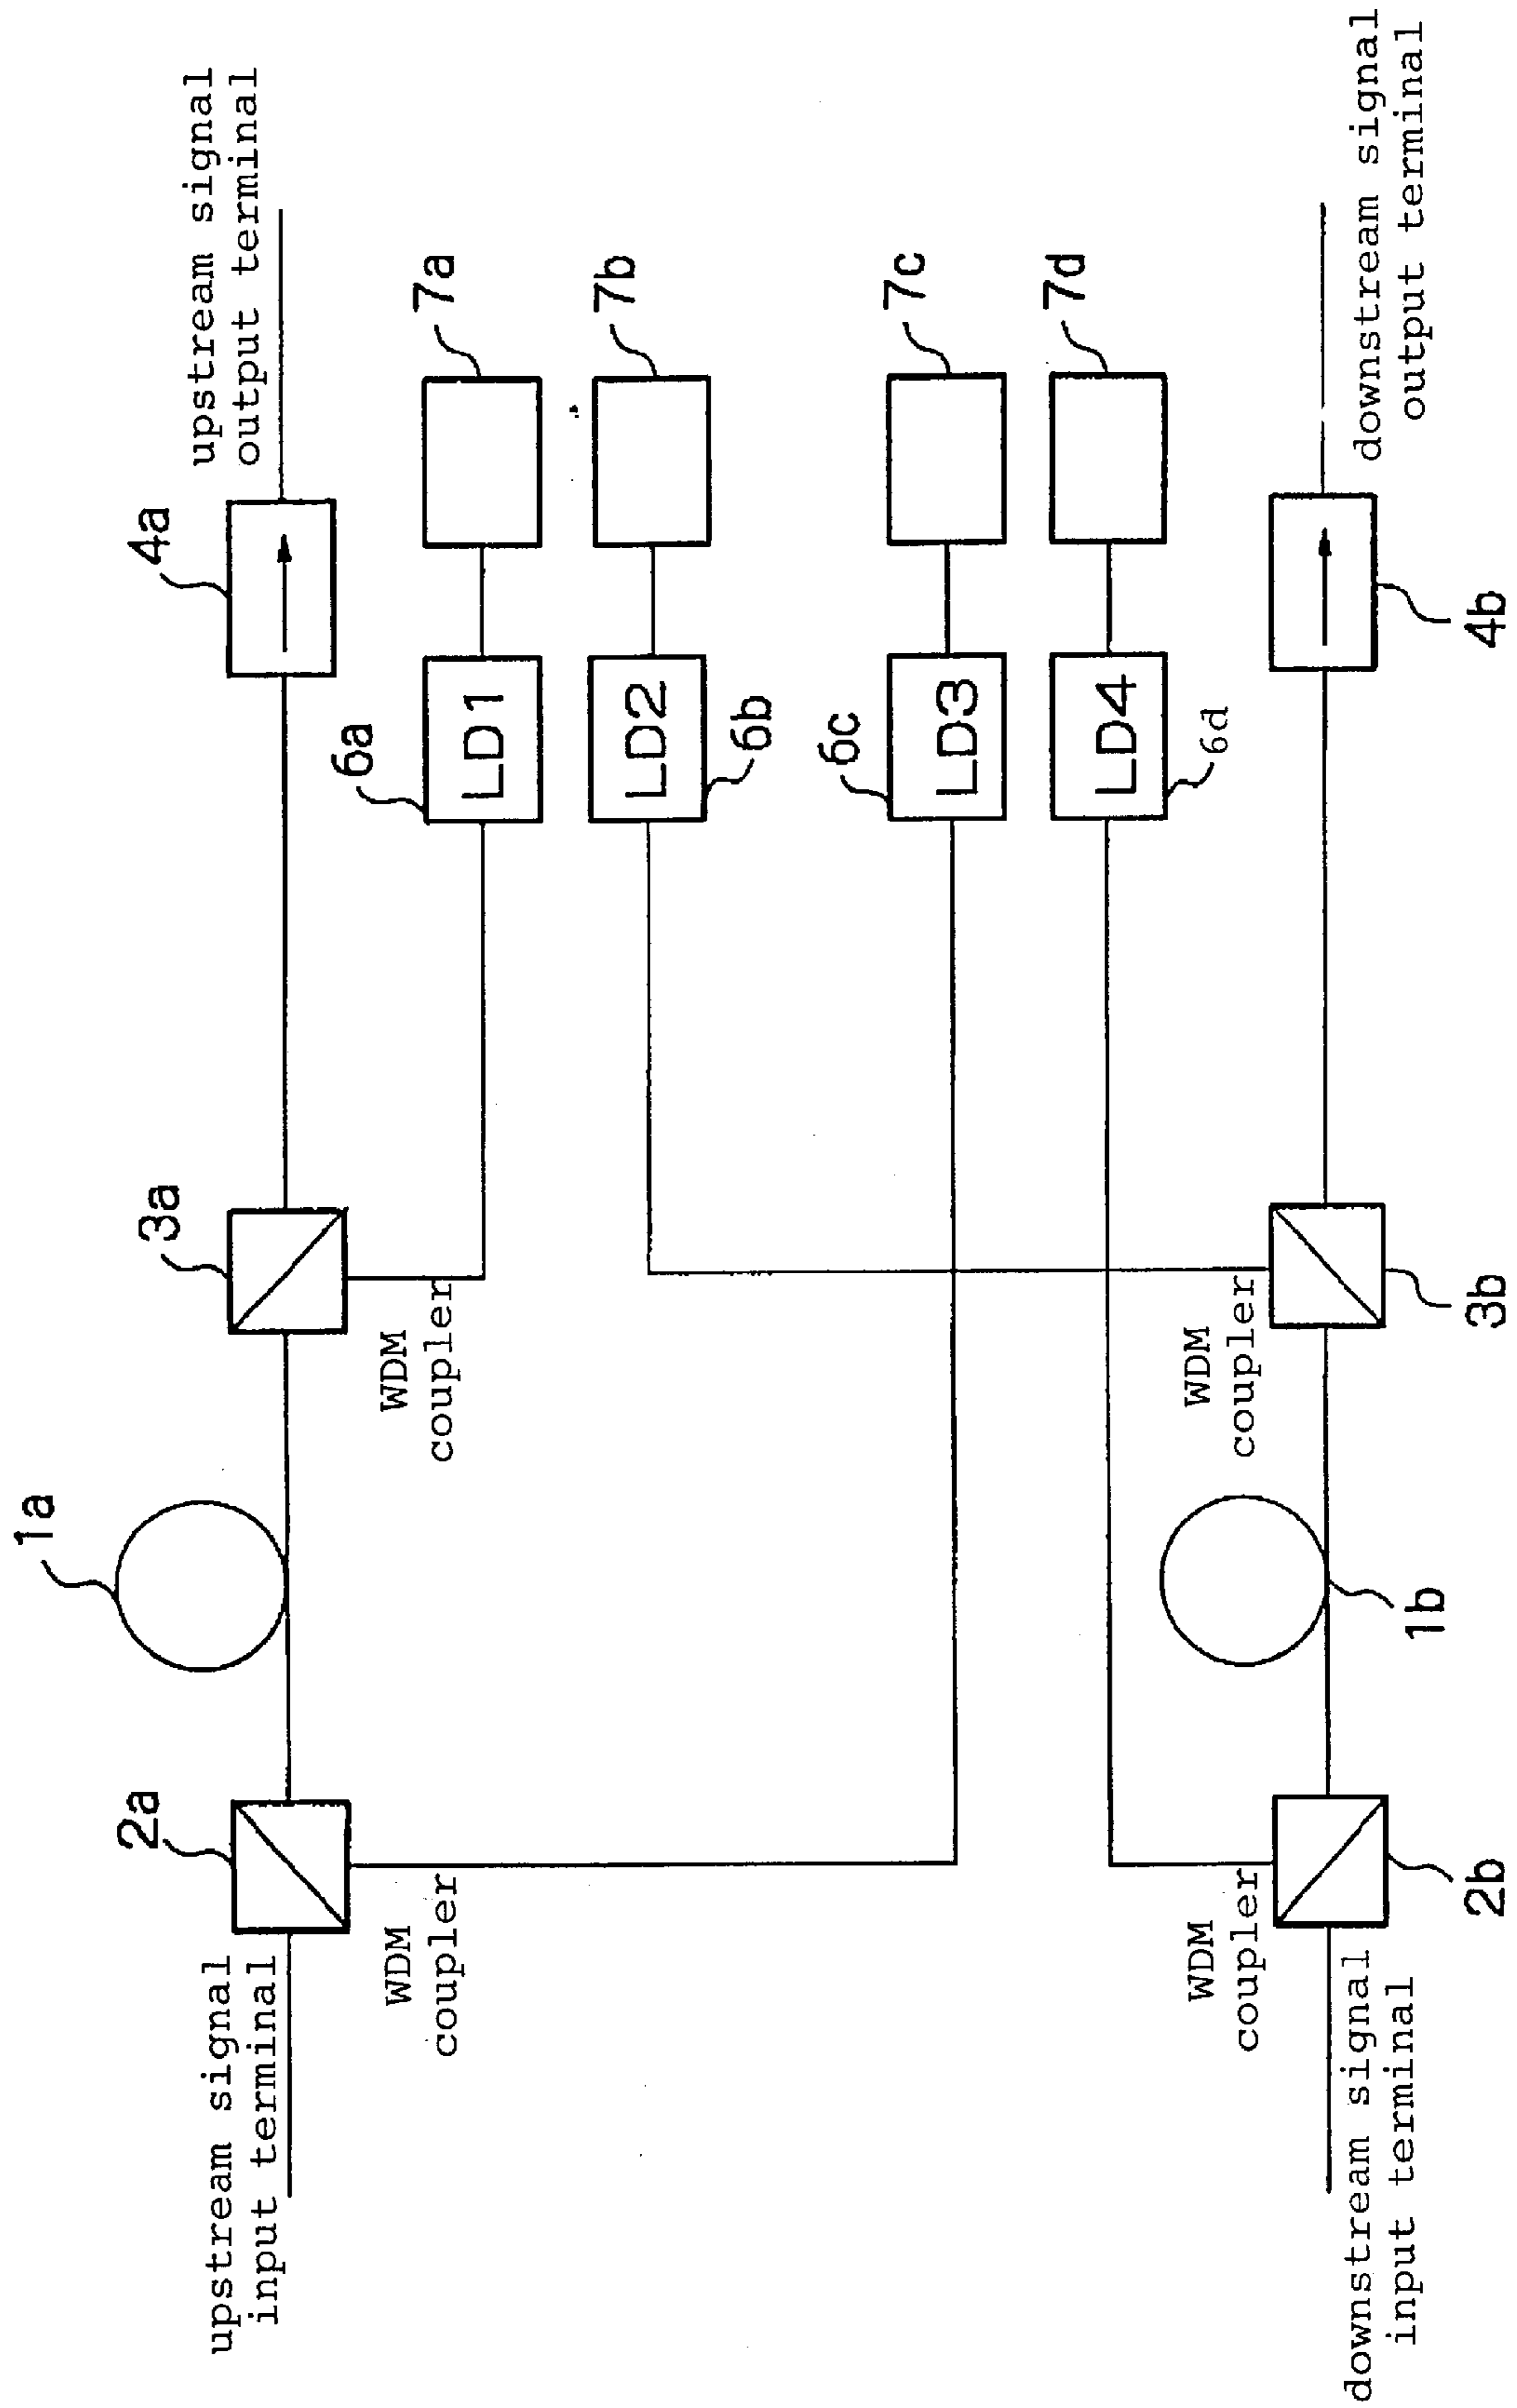 1a
2a
3a
4a
upstream signal
input terminal
WDM
coupler
WDM
coupler
upstream signal
output terminal
6a
LD1
7a
LD2
6b
7b
6c
LD3
7c
LD4
6d
7d
WDM
coupler
WDM
coupler
downstream signal
input terminal
2b
1b
3b
4b
downstream signal
output terminal